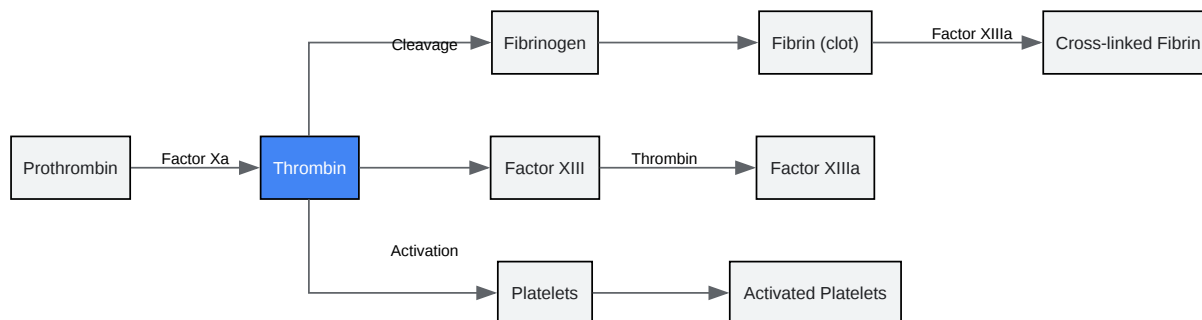 Cleavage
Fibrinogen
Fibrin (clot)
Factor XIIIa
Cross-linked Fibrin
Prothrombin
Factor Xa
Thrombin
Factor XIII
Thrombin
Factor XIIIa
Activation
Platelets
Activated Platelets